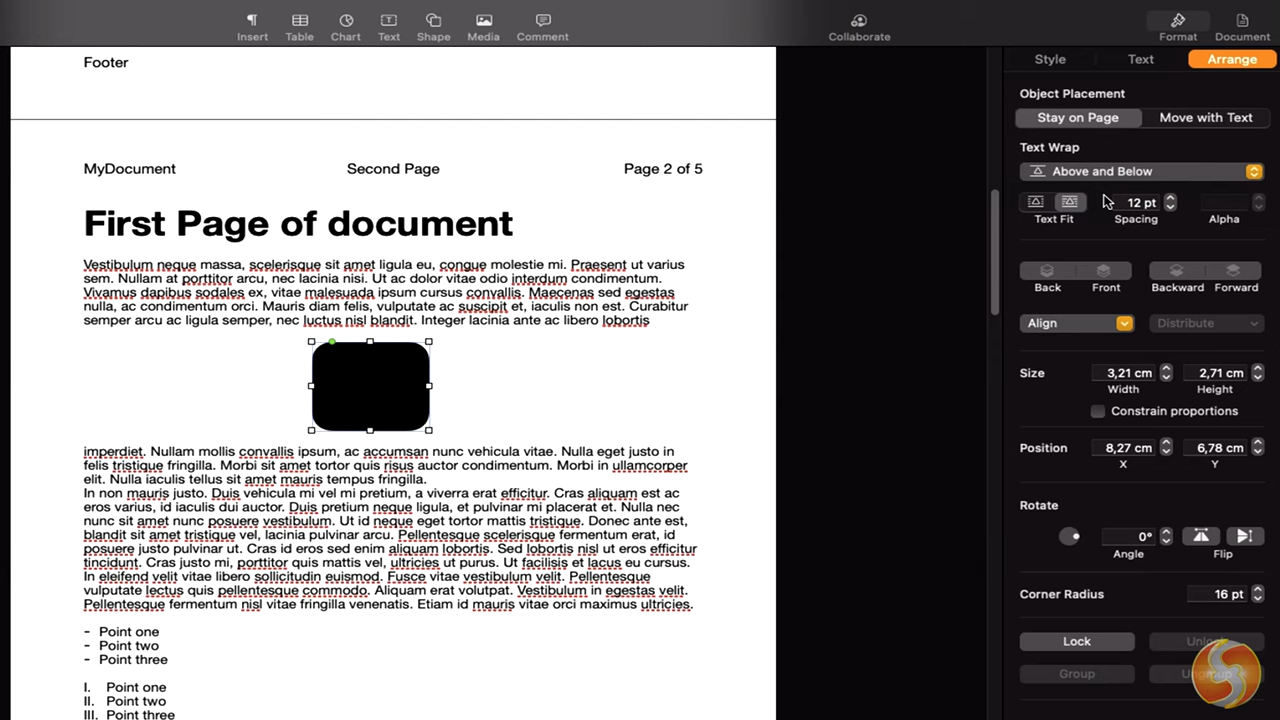 Insert Table Chart Text Shape Media Comment Collaborate Format Document
Footer
MyDocument Second Page Page 2 of 5
First Page of document
Vestibulum neque massa, scelerisque sit amet ligula eu, congue molestie mi. Praesent ut varius
sem. Nullam at porttitor arcu, nec lacinia nisi. Ut ac dolor vitae odio interdum condimentum.
Vivamus dapibus sodales ex, vitae malesuada ipsum cursus convallis. Maecenas sed egestas
nulla, ac condimentum orci. Mauris diam felis, vulputate ac suscipit et, iaculis non est. Curabitur
semper arcu ac ligula semper, nec luctus nisl blandit. Integer lacinia ante ac libero lobortis
imperdiet. Nullam mollis convallis ipsum, ac accumsan nunc vehicula vitae. Nulla eget justo in
felis tristique fringilla. Morbi sit amet tortor quis risus auctor condimentum. Morbi in ullamcorper
elit. Nulla iaculis tellus sit amet mauris tempus fringilla.
In non mauris justo. Duis vehicula mi vel mi pretium, a viverra erat efficitur. Cras aliquam est ac
eros varius, id iaculis dui auctor. Duis pretium neque ligula, et pulvinar mi placerat et. Nulla nec
nunc sit amet nunc posuere vestibulum. Ut id neque eget tortor mattis tristique. Donec ante est,
blandit sit amet tristique vel, lacinia pulvinar arcu. Pellentesque scelerisque fermentum erat, id
posuere justo pulvinar ut. Cras id eros sed enim aliquam lobortis. Sed lobortis nisl ut eros efficitur
tincidunt. Cras justo mi, porttitor quis mattis vel, ultricies ut purus. Ut facilisis et lacus eu cursus.
In eleifend velit vitae libero sollicitudin euismod. Fusce vitae vestibulum velit. Pellentesque
vulputate lectus quis pellentesque commodo. Aliquam erat volutpat. Vestibulum in egestas velit.
Pellentesque fermentum nisl vitae fringilla venenatis. Etiam id mauris vitae orci maximus ultricies.
- Point one
- Point two
- Point three
I. Point one
II. Point two
III. Point three
Style Text Arrange
Object Placement
Stay on Page Move with Text
Text Wrap
Above and Below
12 pt
Text Fit Spacing Alpha
Back Front Backward Forward
Align Distribute
Size 3,21 cm 2,71 cm
Width Height
Constrain proportions
Position 8,27 cm 6,78 cm
X Y
Rotate
0°
Angle Flip
Corner Radius 16 pt
Lock Unlock
Group Ungroup